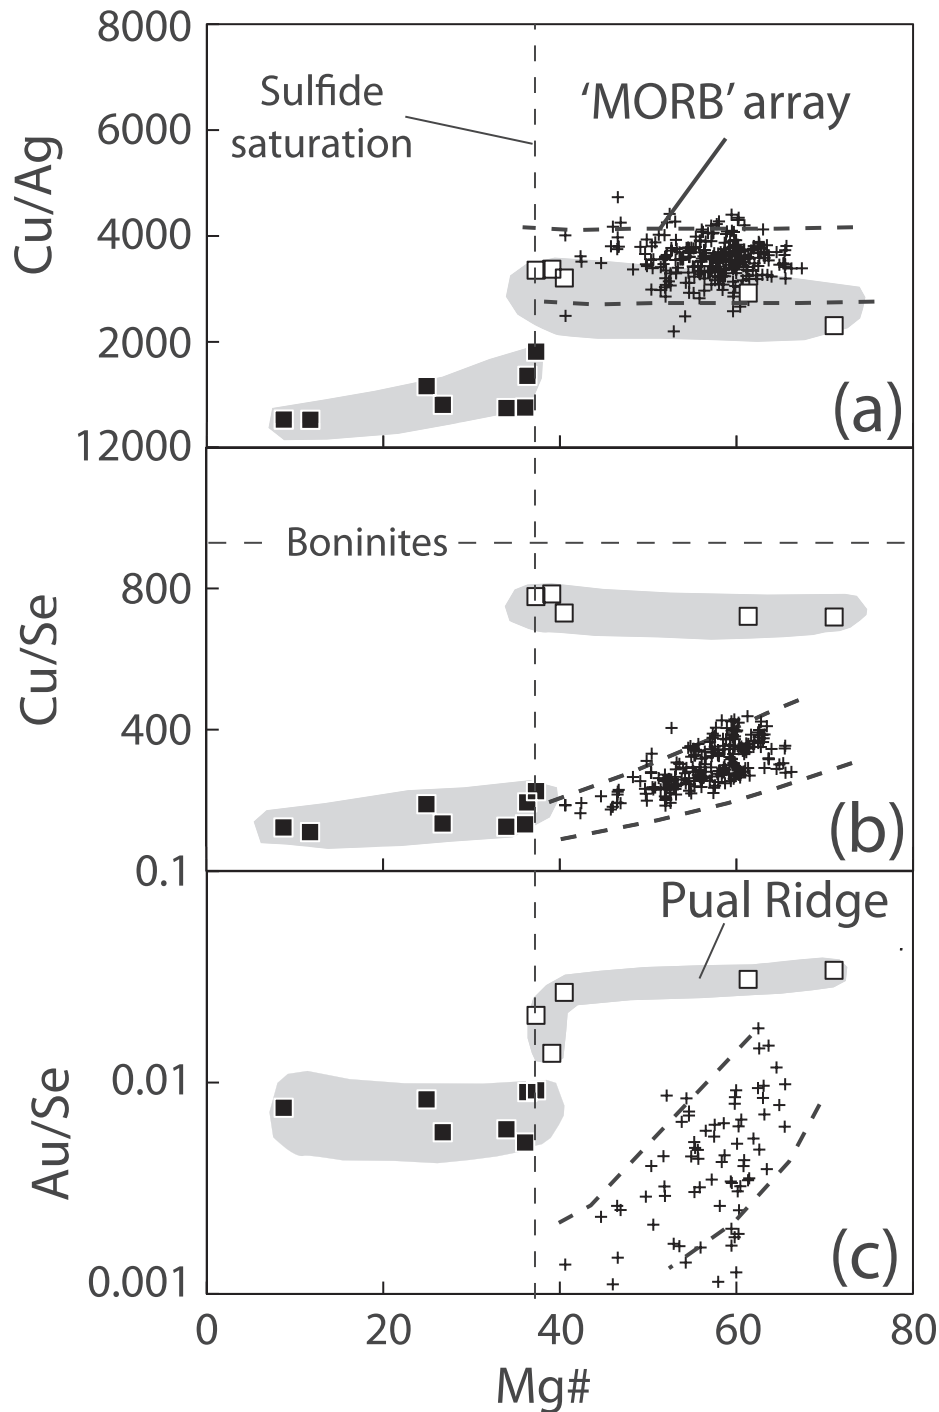 8000
Sulfide
saturation
'MORB' array
6000
Cu/Ag
4000
2000
(a)
12000
Boninites
800
Cu/Se
400
(b)
0.1
Pual Ridge
0.01
Au/Se
(c)
0.001
0 20 40 60 80
Mg#